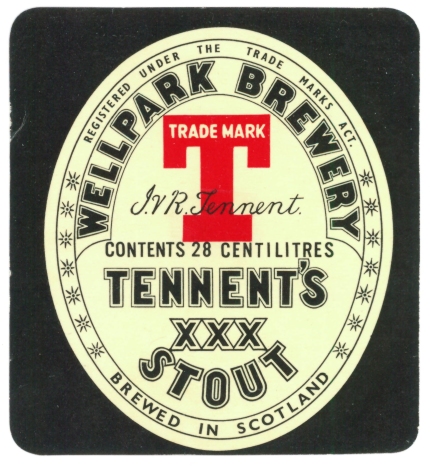 REGISTERED UNDER THE TRADE MARKS ACT.
WELLPARK BREWERY
TRADE MARK
T
J.V.R. Tennent.
CONTENTS 28 CENTILITRES
TENNENT'S
XXX
STOUT
BREWED IN SCOTLAND